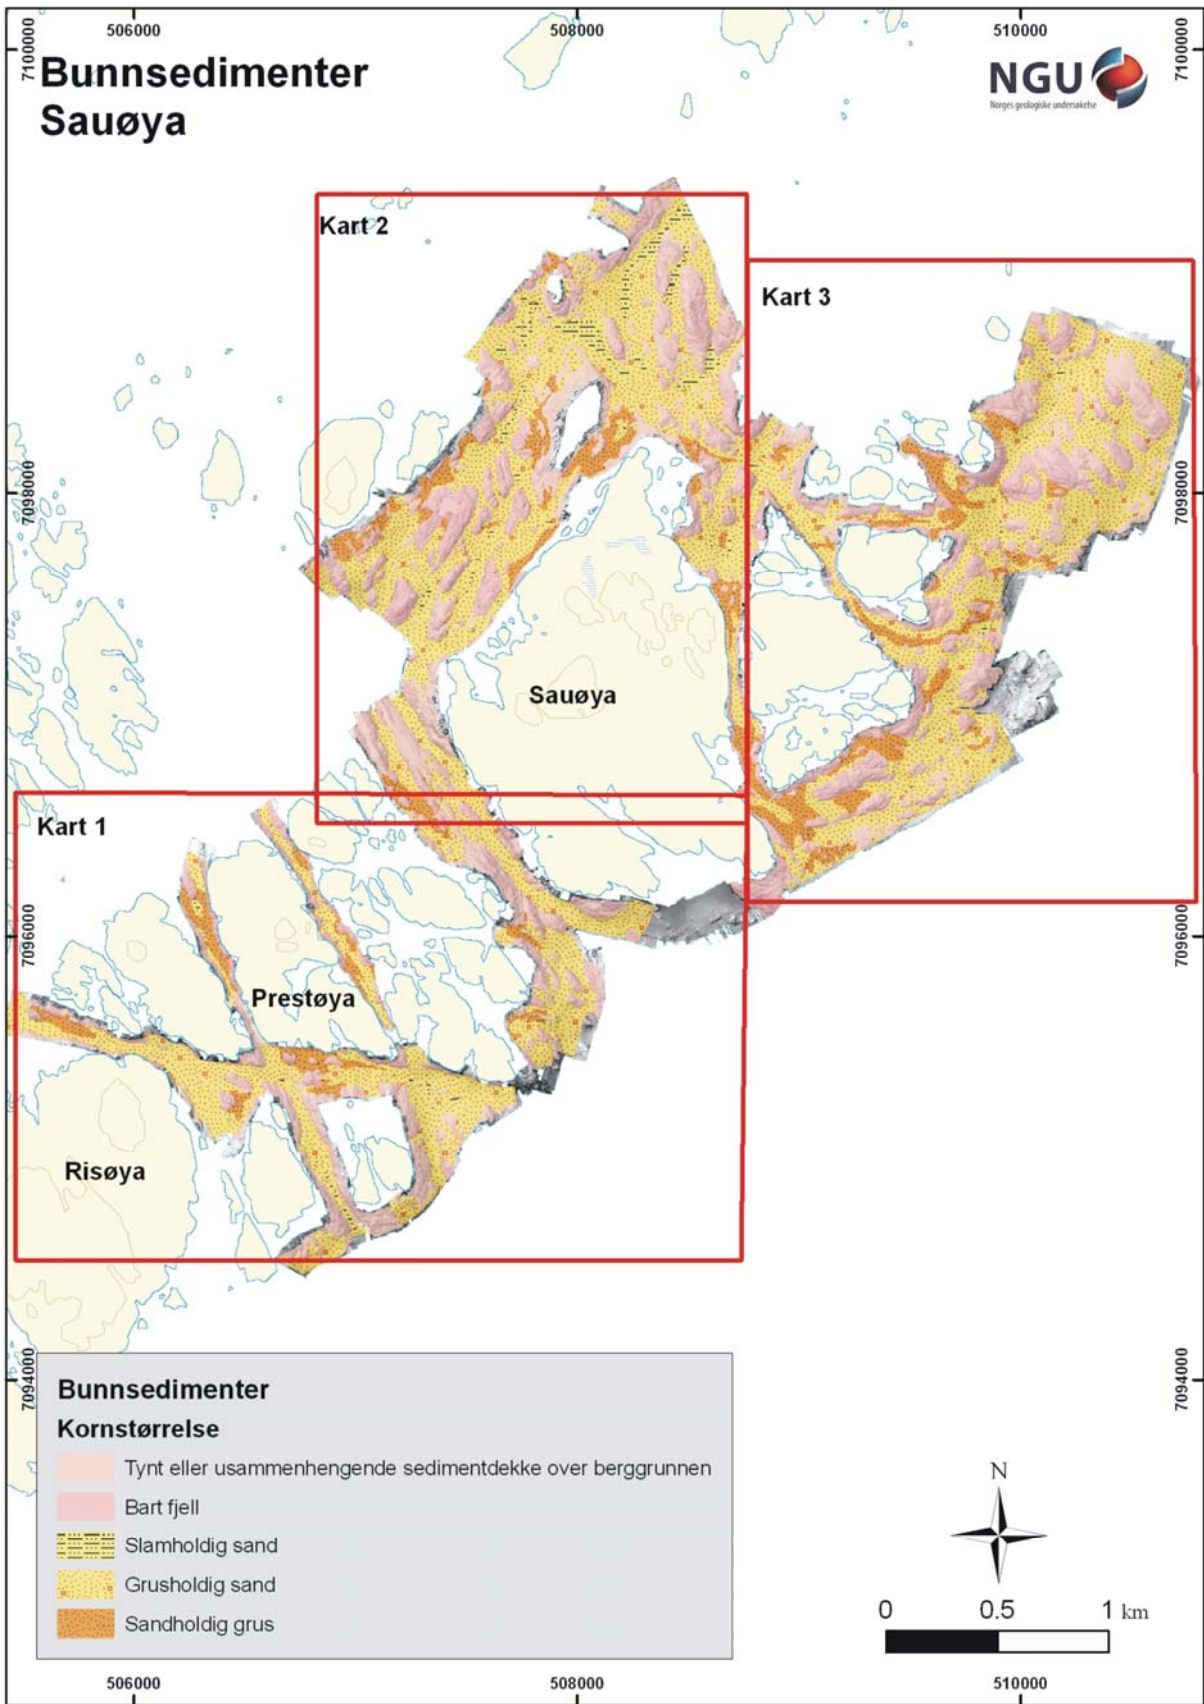 506000
508000
510000
7100000
7100000
Bunnsedimenter
Sauøya
NGU
Norges geologiske undersøkelse
Kart 2
Kart 3
7098000
7098000
Sauøya
Kart 1
7096000
7096000
Prestøya
Risøya
7094000
7094000
Bunnsedimenter
Kornstørrelse
Tynt eller usammenhengende sedimentdekke over berggrunnen
Bart fjell
Slamholdig sand
Grusholdig sand
Sandholdig grus
N
0 0.5 1 km
506000
508000
510000